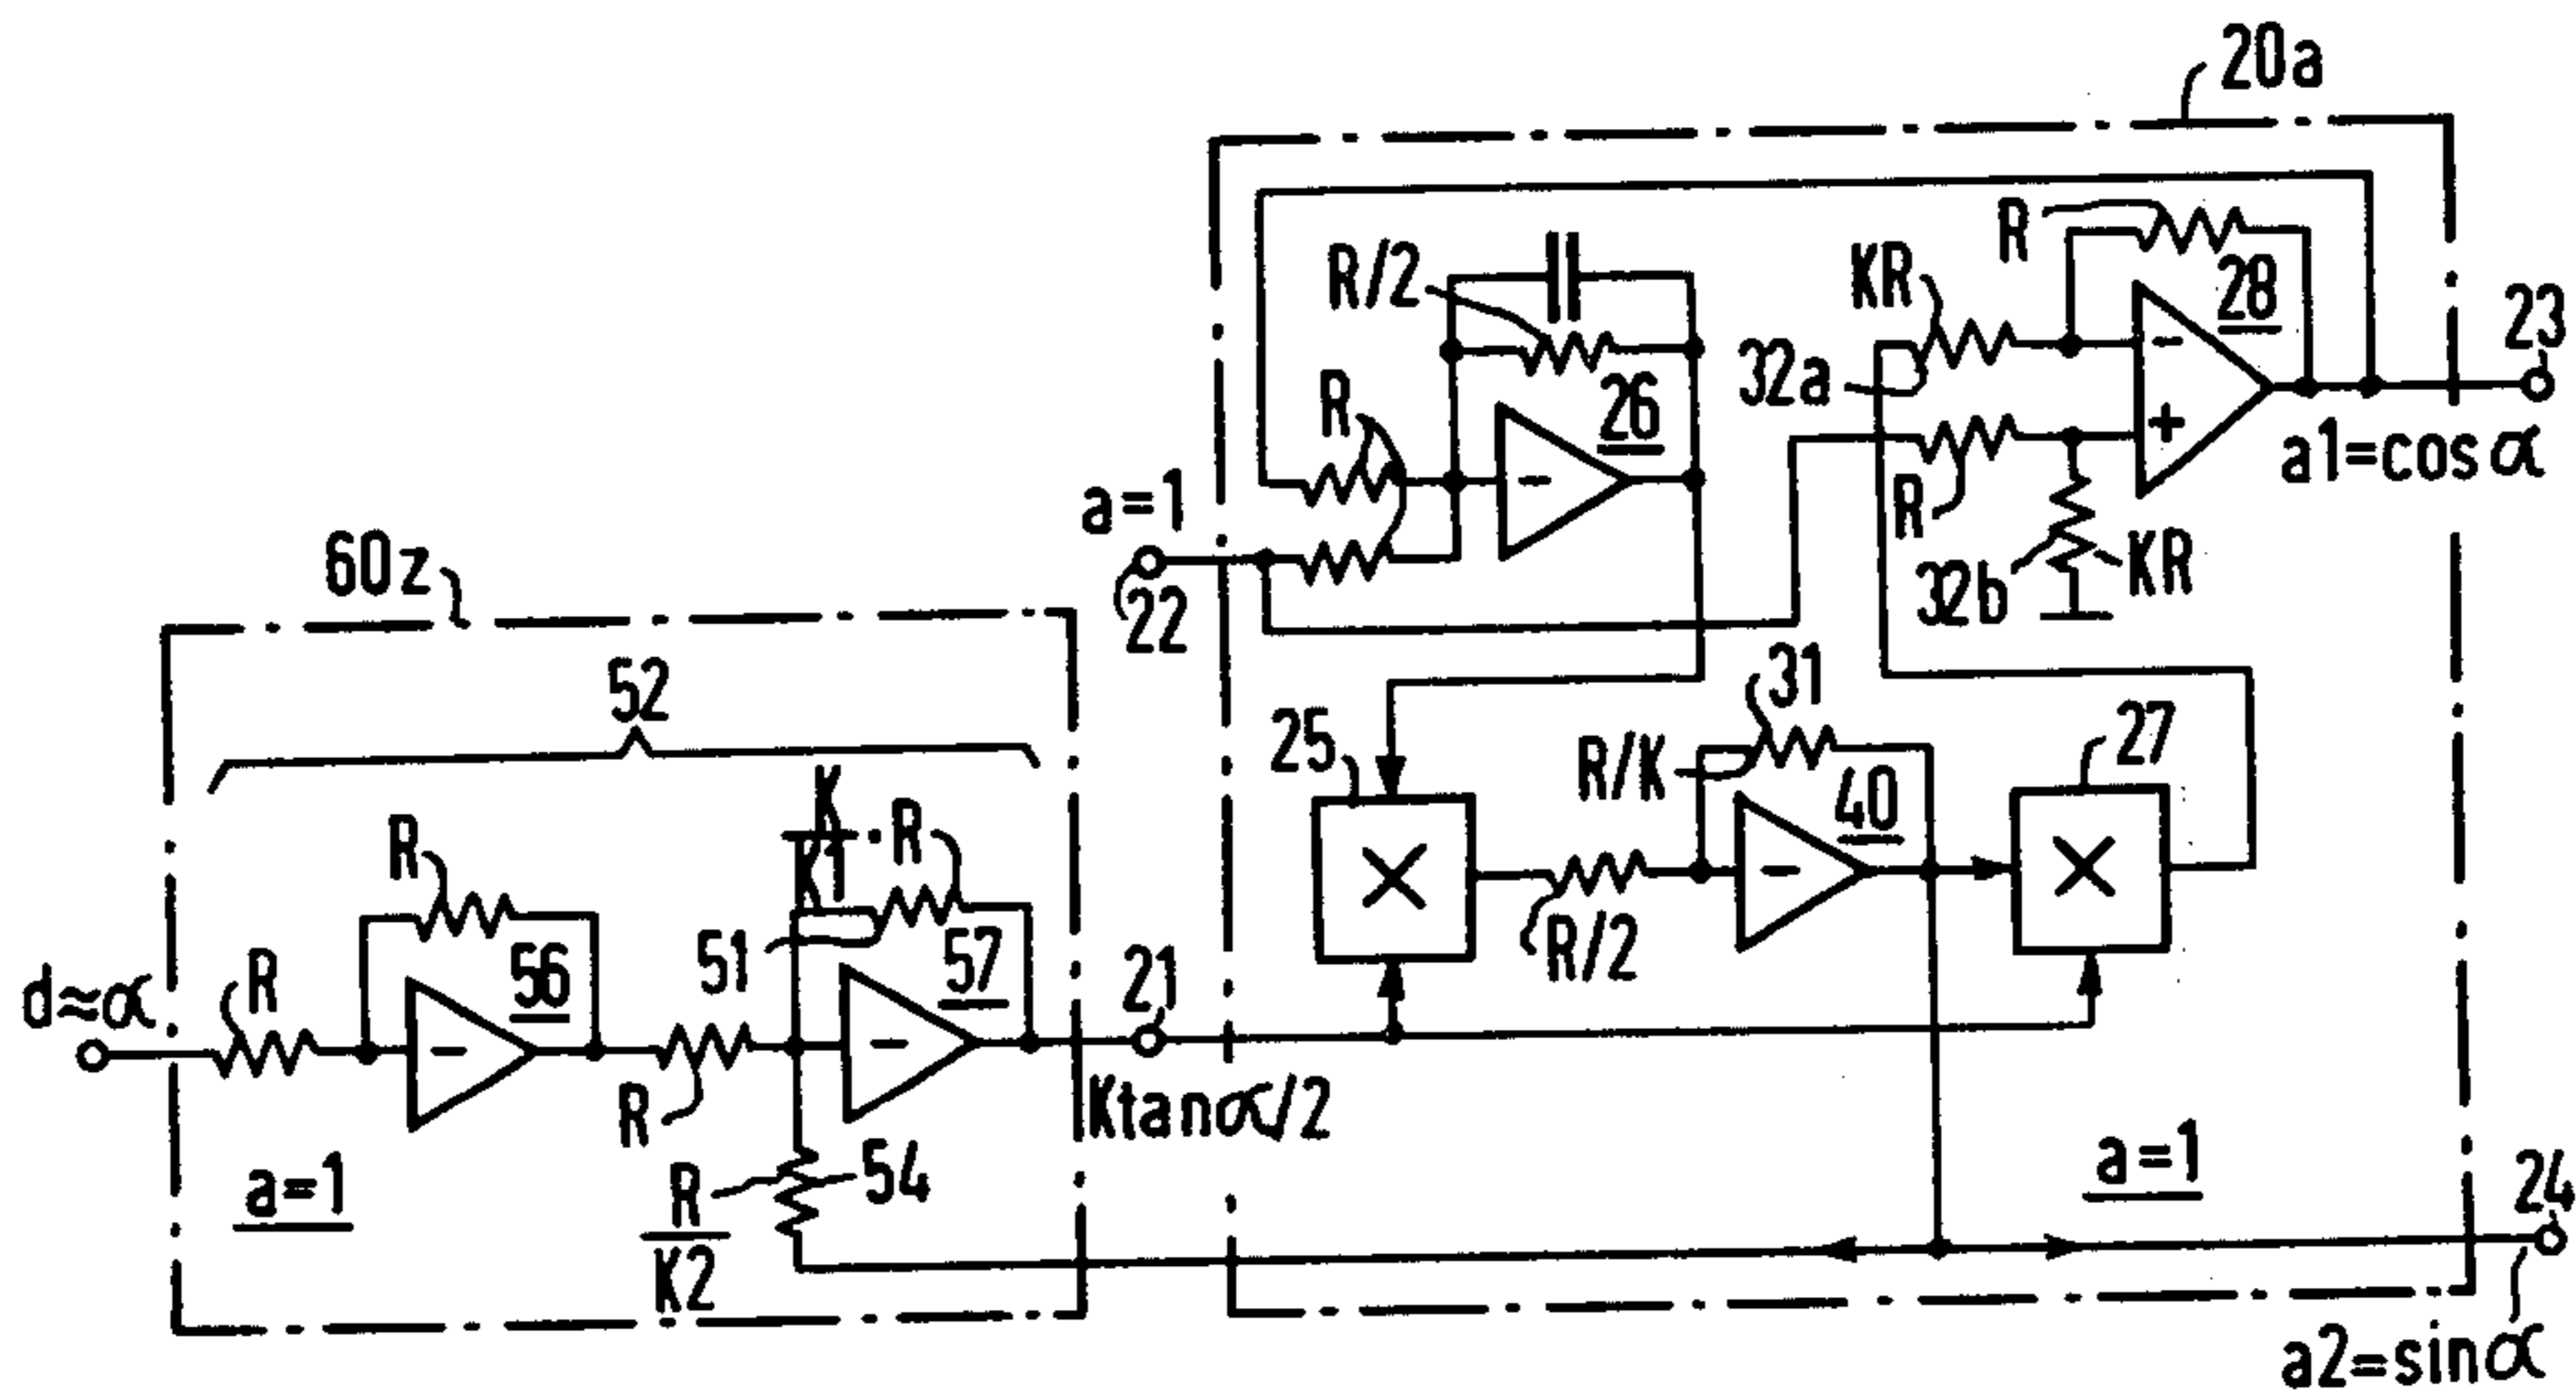 20a
R
R/2
KR
28
23
32a
R
26
a1=cos α
a=1
R
KR
32b
22
60z
52
31
25
R/K
40
27
K
K1 · R
R
51
57
R/2
R
56
d≈α
21
R
Ktanα/2
a=1
R
K2
54
a=1
24
a2=sinα